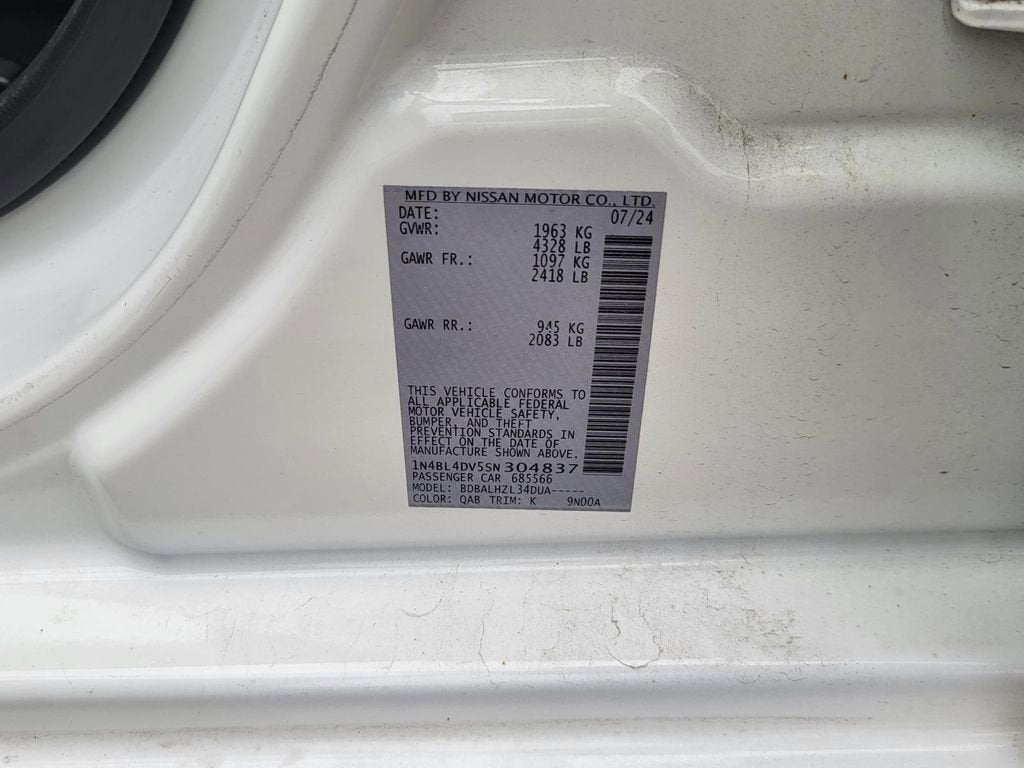 MFD BY NISSAN MOTOR CO., LTD.
DATE: 07/24
GVWR: 1963 KG
4328 LB
GAWR FR.: 1097 KG
2418 LB
GAWR RR.: 945 KG
2083 LB
THIS VEHICLE CONFORMS TO
ALL APPLICABLE FEDERAL
MOTOR VEHICLE SAFETY,
BUMPER, AND THEFT
PREVENTION STANDARDS IN
EFFECT ON THE DATE OF
MANUFACTURE SHOWN ABOVE.
1N4BL4DV5SN304837
PASSENGER CAR 685566
MODEL: BDBALHZL34DUA-----
COLOR: QAB TRIM: K 9N00A